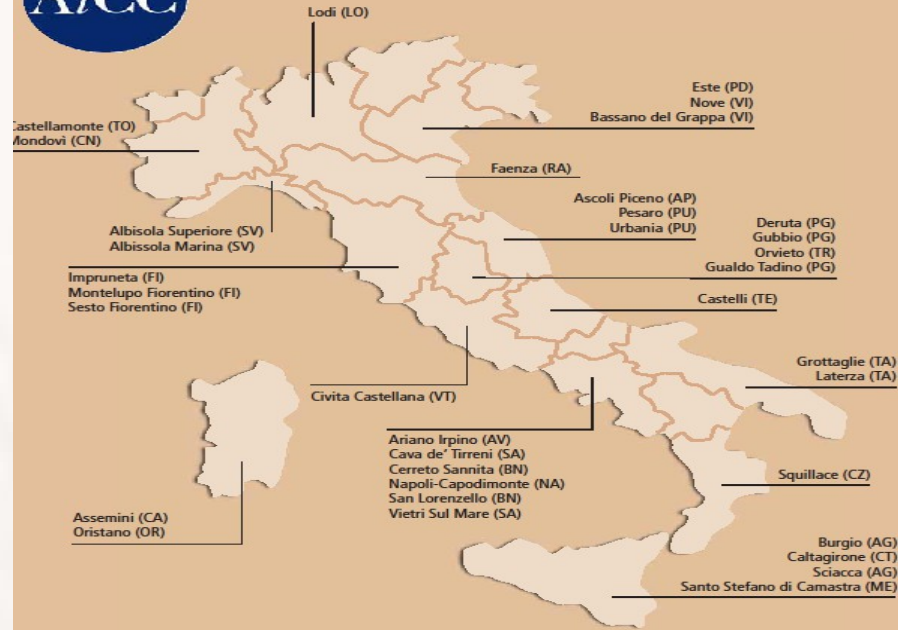 AiCC
Lodi (LO)
Este (PD)
Nove (VI)
Bassano del Grappa (VI)
Castellamonte (TO)
Mondovì (CN)
Faenza (RA)
Ascoli Piceno (AP)
Pesaro (PU)
Urbania (PU)
Deruta (PG)
Gubbio (PG)
Orvieto (TR)
Gualdo Tadino (PG)
Albisola Superiore (SV)
Albissola Marina (SV)
Impruneta (FI)
Montelupo Fiorentino (FI)
Sesto Fiorentino (FI)
Castelli (TE)
Grottaglie (TA)
Laterza (TA)
Civita Castellana (VT)
Ariano Irpino (AV)
Cava de' Tirreni (SA)
Cerreto Sannita (BN)
Napoli-Capodimonte (NA)
San Lorenzello (BN)
Vietri Sul Mare (SA)
Squillace (CZ)
Assemini (CA)
Oristano (OR)
Burgio (AG)
Caltagirone (CT)
Sciacca (AG)
Santo Stefano di Camastra (ME)